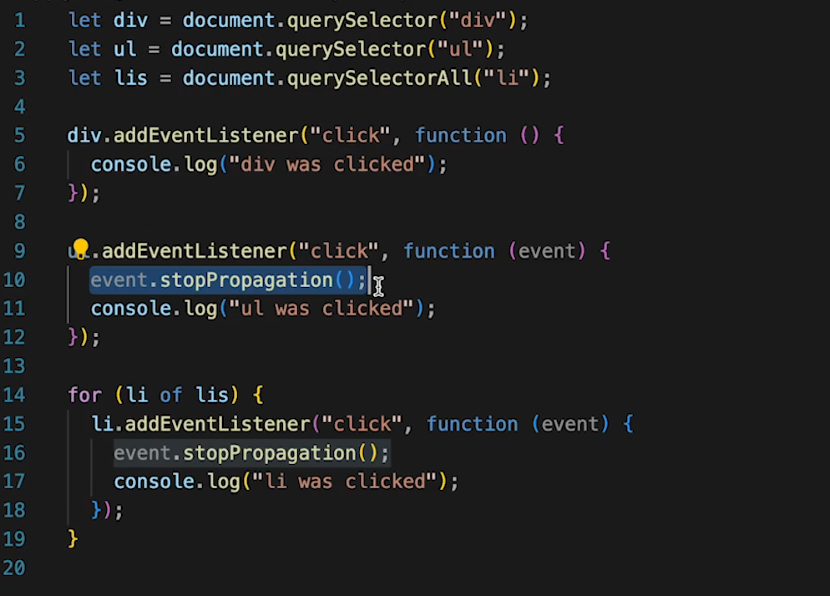 1 let div = document.querySelector("div");
2 let ul = document.querySelector("ul");
3 let lis = document.querySelectorAll("li");
4
5 div.addEventListener("click", function () {
6 console.log("div was clicked");
7 });
8
9 ul.addEventListener("click", function (event) {
10 event.stopPropagation();
11 console.log("ul was clicked");
12 });
13
14 for (li of lis) {
15 li.addEventListener("click", function (event) {
16 event.stopPropagation();
17 console.log("li was clicked");
18 });
19 }
20